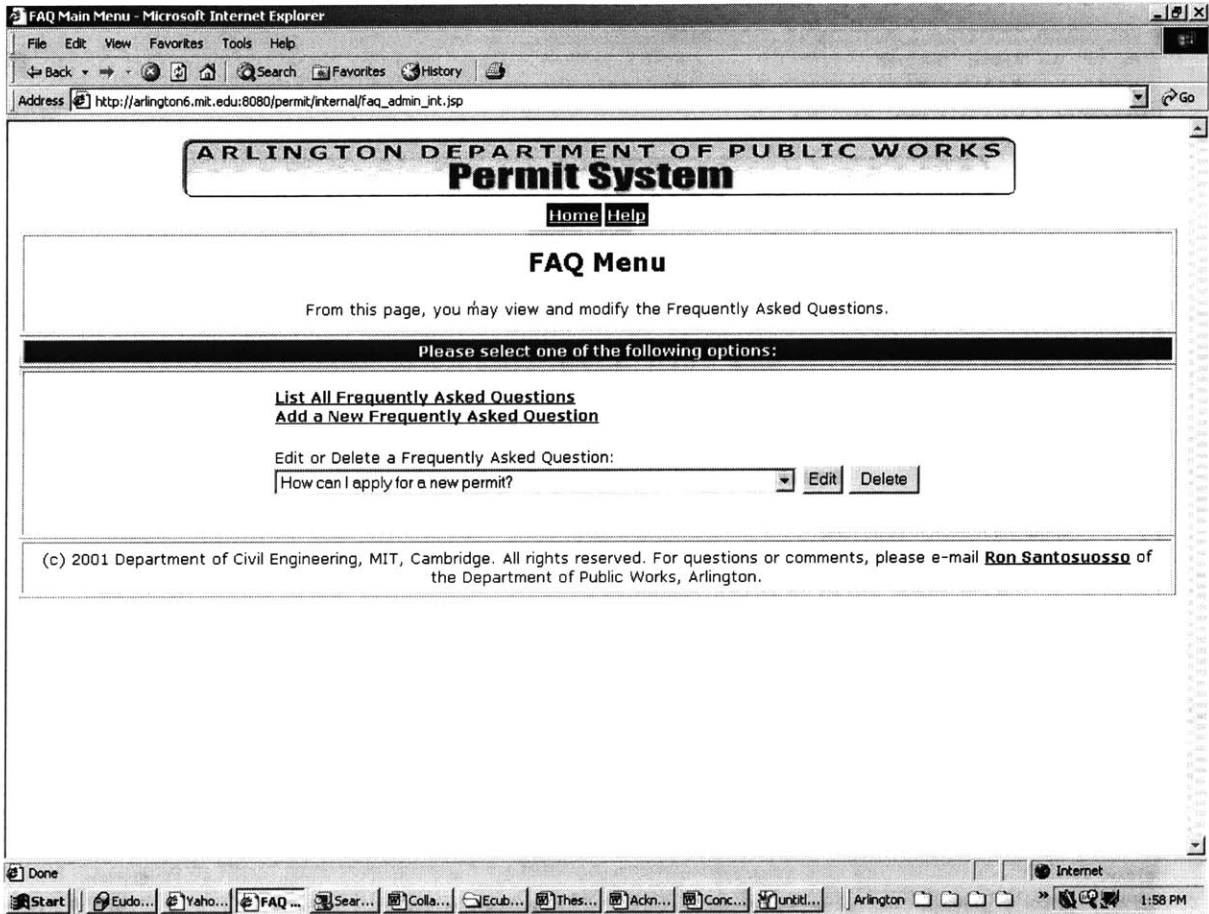 FAQ Main Menu - Microsoft Internet Explorer
File Edit View Favorites Tools Help
Back Search Favorites History
Address http://arlington6.mit.edu:8080/permit/internal/faq_admin_int.jsp Go
ARLINGTON DEPARTMENT OF PUBLIC WORKS
Permit System
Home Help
FAQ Menu
From this page, you may view and modify the Frequently Asked Questions.
Please select one of the following options:
List All Frequently Asked Questions
Add a New Frequently Asked Question
Edit or Delete a Frequently Asked Question:
How can I apply for a new permit? Edit Delete
(c) 2001 Department of Civil Engineering, MIT, Cambridge. All rights reserved. For questions or comments, please e-mail Ron Santosuosso of
the Department of Public Works, Arlington.
Done Internet
Start Eudo... Yaho... FAQ ... Sear... Colla... Ecub... Thes... Ackn... Conc... untitl... Arlington » 1:58 PM